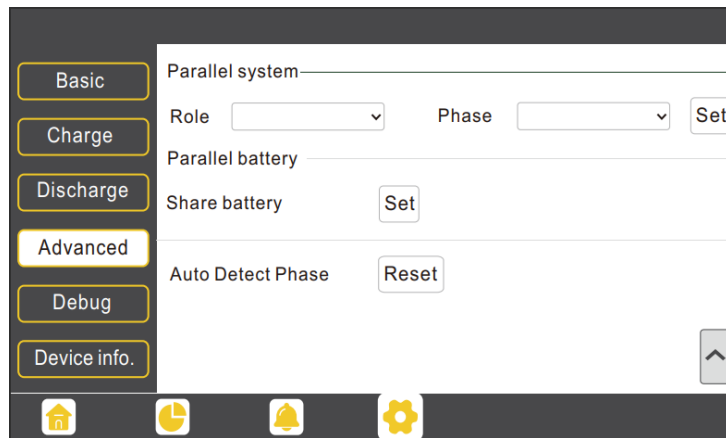 Basic
Charge
Discharge
Advanced
Debug
Device info.
Parallel system
Role
Phase
Set
Parallel battery
Share battery
Set
Auto Detect Phase
Reset